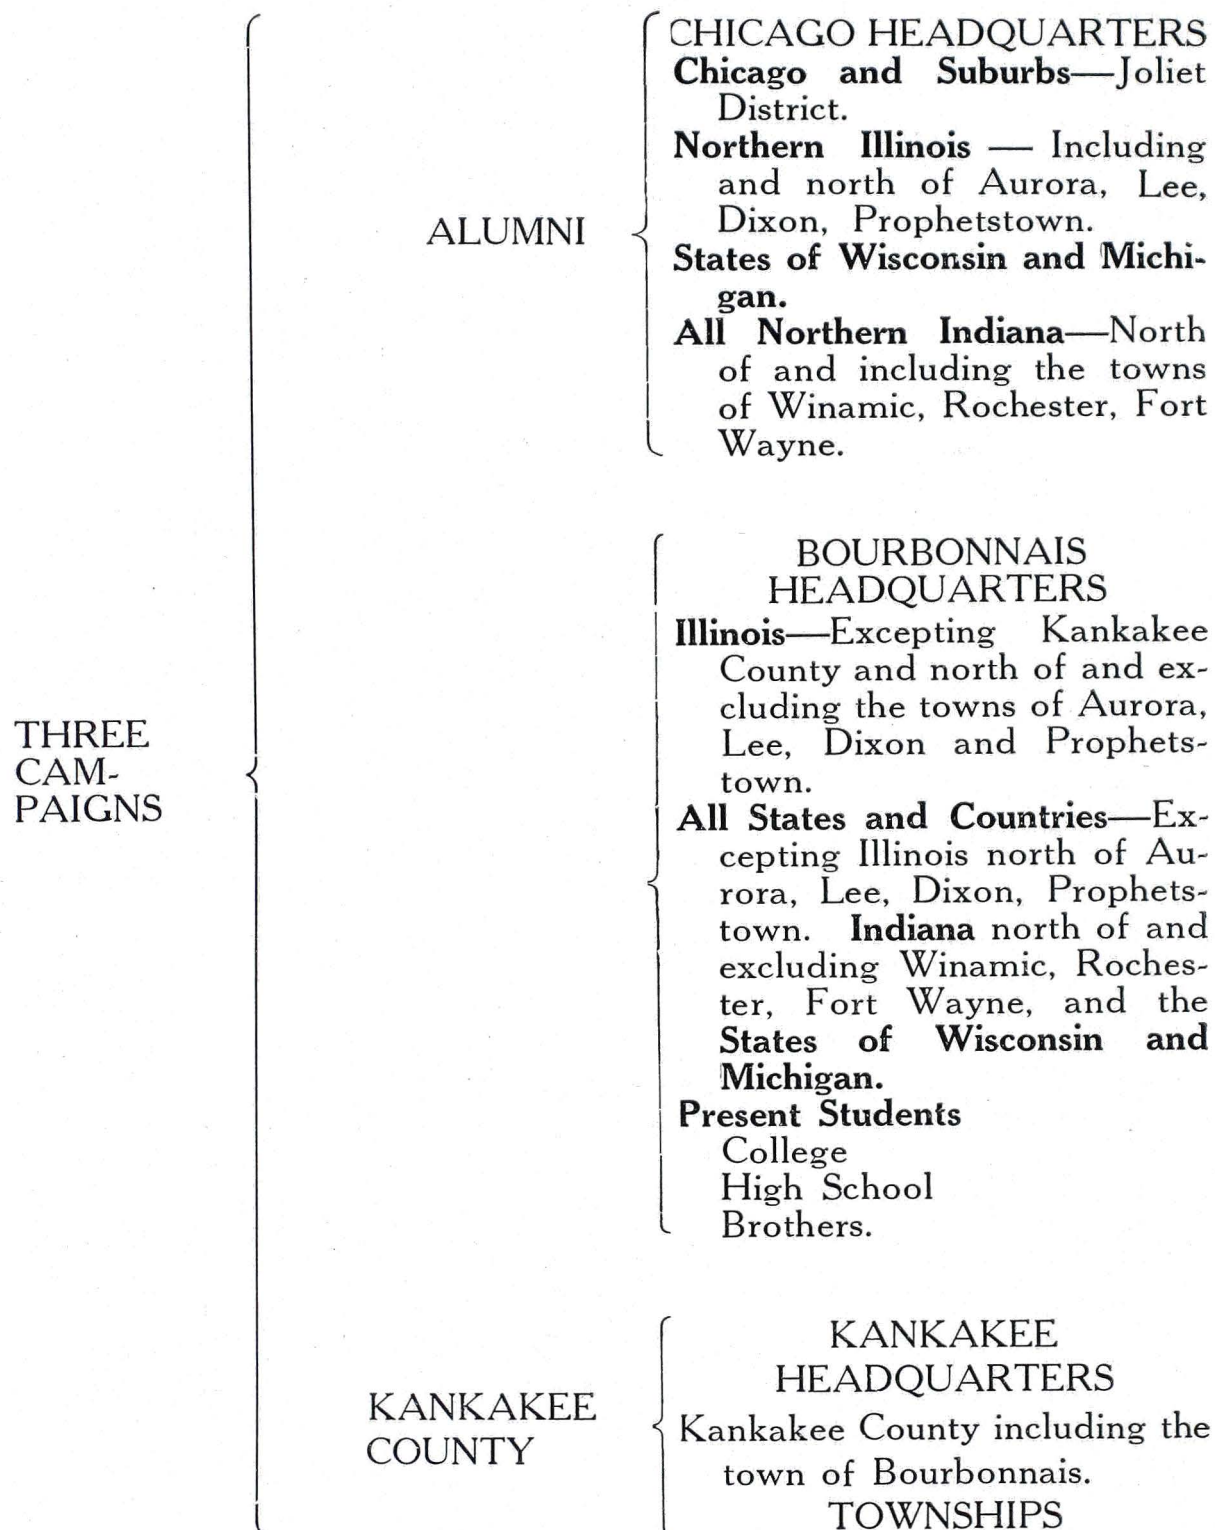 CHICAGO HEADQUARTERS
Chicago and Suburbs—Joliet
District.
Northern Illinois — Including
and north of Aurora, Lee,
Dixon, Prophetstown.
ALUMNI
States of Wisconsin and Michi-
gan.
All Northern Indiana—North
of and including the towns
of Winamic, Rochester, Fort
Wayne.
BOURBONNAIS
HEADQUARTERS
Illinois—Excepting Kankakee
County and north of and ex-
cluding the towns of Aurora,
Lee, Dixon and Prophets-
town.
THREE
CAM-
PAIGNS
All States and Countries—Ex-
cepting Illinois north of Au-
rora, Lee, Dixon, Prophets-
town. Indiana north of and
excluding Winamic, Roches-
ter, Fort Wayne, and the
States of Wisconsin and
Michigan.
Present Students
College
High School
Brothers.
KANKAKEE
HEADQUARTERS
KANKAKEE
COUNTY
Kankakee County including the
town of Bourbonnais.
TOWNSHIPS